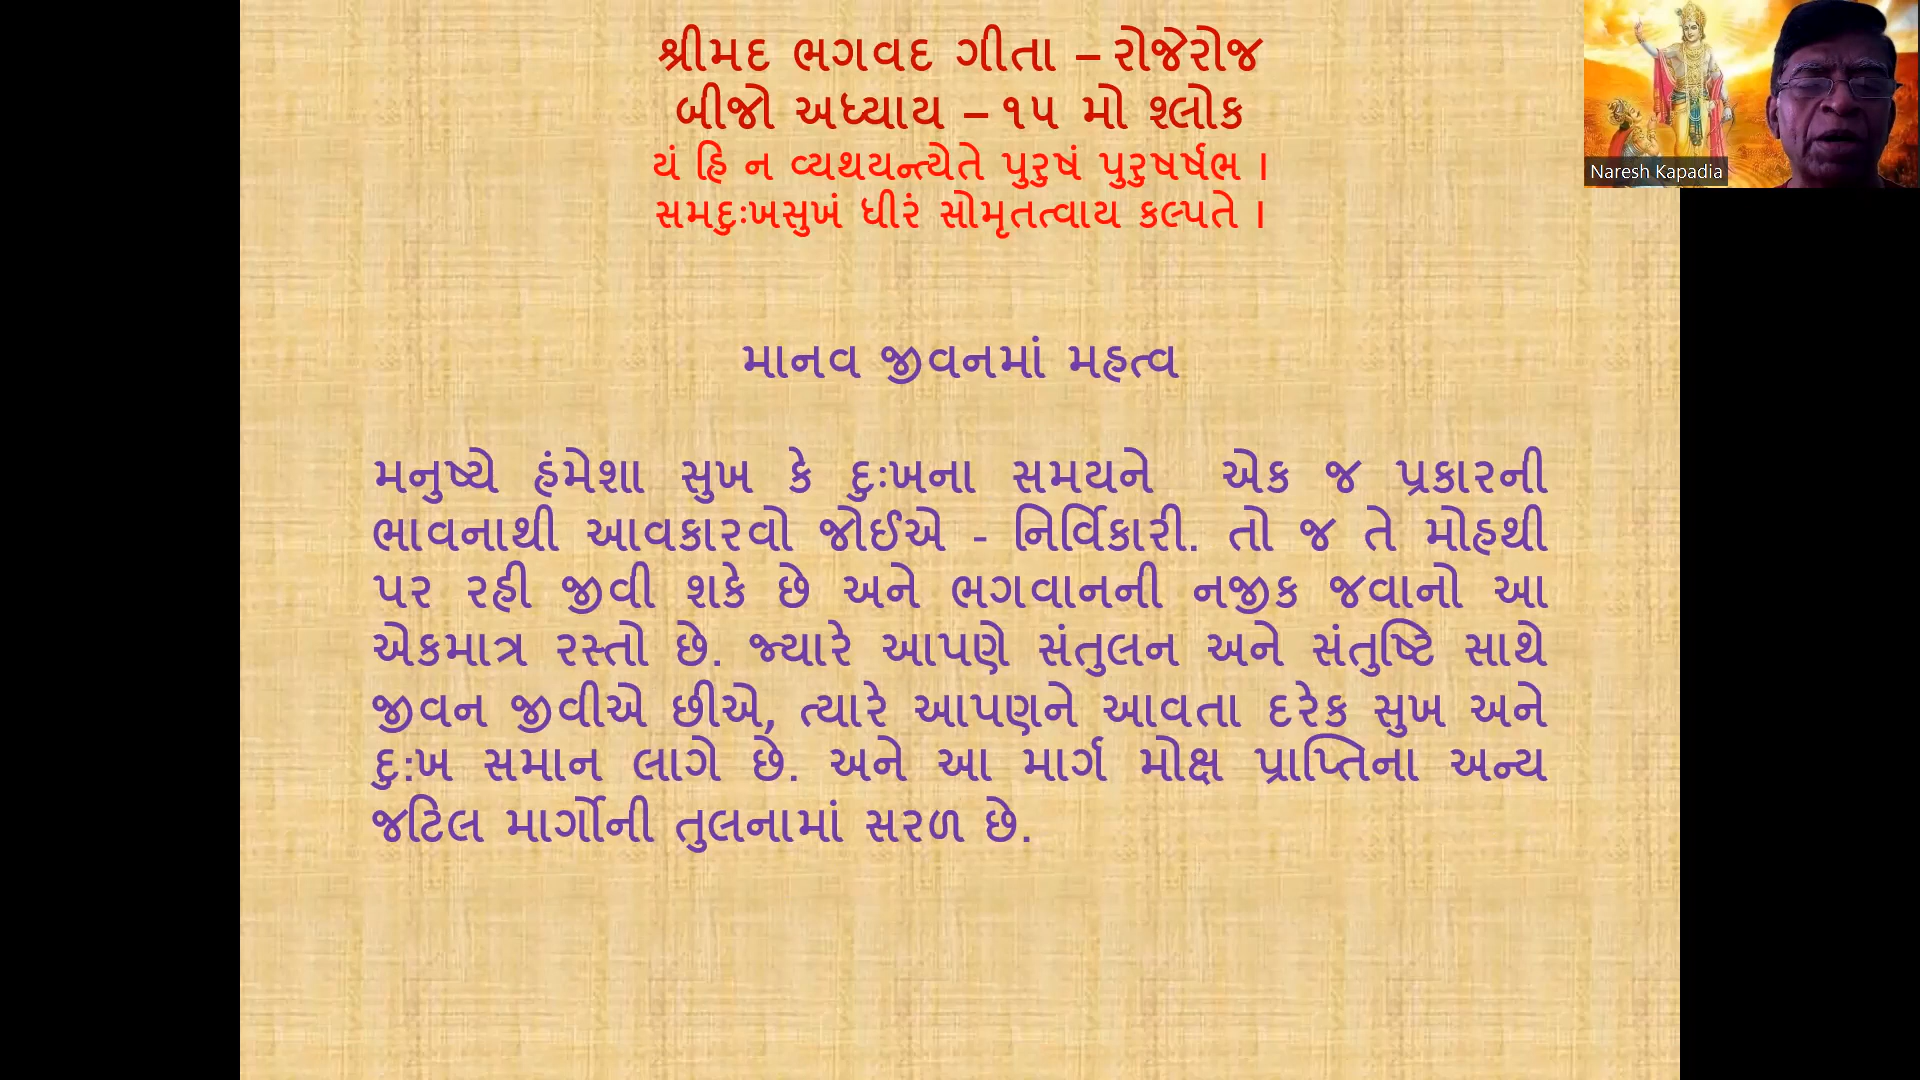 શ્રીમદ ભગવદ ગીતા – રોજેરોજ
બીજો અધ્યાય – ૧૫ મો શ્લોક
યં હિ ન વ્યથયન્ત્યેતે પુરુષં પુરુષર્ષભ ।
સમદુઃખસુખં ધીરં સોમૃતત્વાય કલ્પતે ।
Naresh Kapadia
માનવ જીવનમાં મહત્વ
મનુષ્યે હંમેશા સુખ કે દુઃખના સમયને એક જ પ્રકારની
ભાવનાથી આવકારવો જોઈએ - નિર્વિકારી. તો જ તે મોહથી
પર રહી જીવી શકે છે અને ભગવાનની નજીક જવાનો આ
એકમાત્ર રસ્તો છે. જ્યારે આપણે સંતુલન અને સંતુષ્ટિ સાથે
જીવન જીવીએ છીએ, ત્યારે આપણને આવતા દરેક સુખ અને
દુ:ખ સમાન લાગે છે. અને આ માર્ગ મોક્ષ પ્રાપ્તિના અન્ય
જટિલ માર્ગોની તુલનામાં સરળ છે.